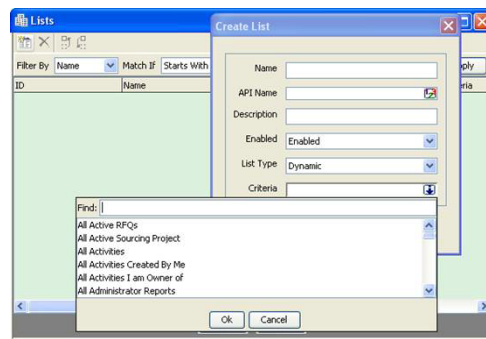 Lists
Create List
Filter By Name Match If Starts With
ply
ID Name
ria
Name
API Name
Description
Enabled Enabled
List Type Dynamic
Criteria
Find:
All Active RFQs
All Active Sourcing Project
All Activities
All Activities Created By Me
All Activities I am Owner of
All Administrator Reports
Ok Cancel